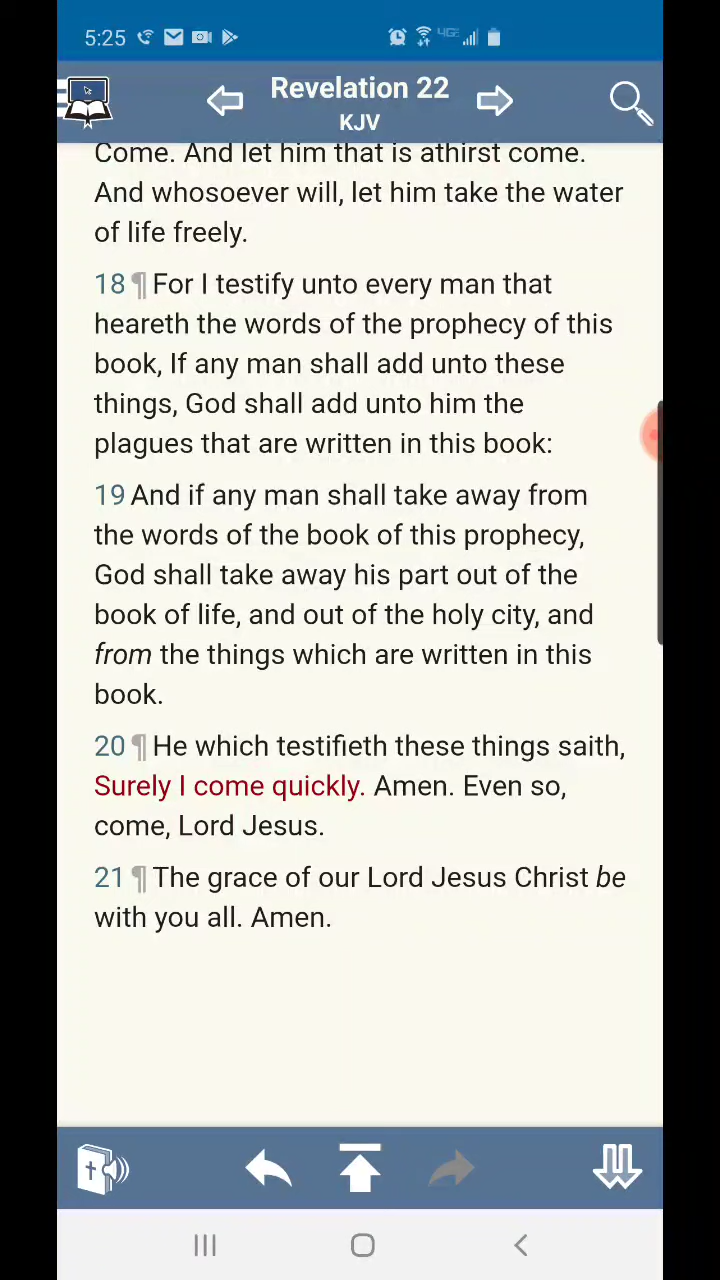 5:25
4GE
Revelation 22
KJV
Come. And let him that is athirst come.
And whosoever will, let him take the water
of life freely.
18 ¶ For I testify unto every man that
heareth the words of the prophecy of this
book, If any man shall add unto these
things, God shall add unto him the
plagues that are written in this book:
19 And if any man shall take away from
the words of the book of this prophecy,
God shall take away his part out of the
book of life, and out of the holy city, and
from the things which are written in this
book.
20 ¶ He which testifieth these things saith,
Surely I come quickly. Amen. Even so,
come, Lord Jesus.
21 ¶ The grace of our Lord Jesus Christ be
with you all. Amen.